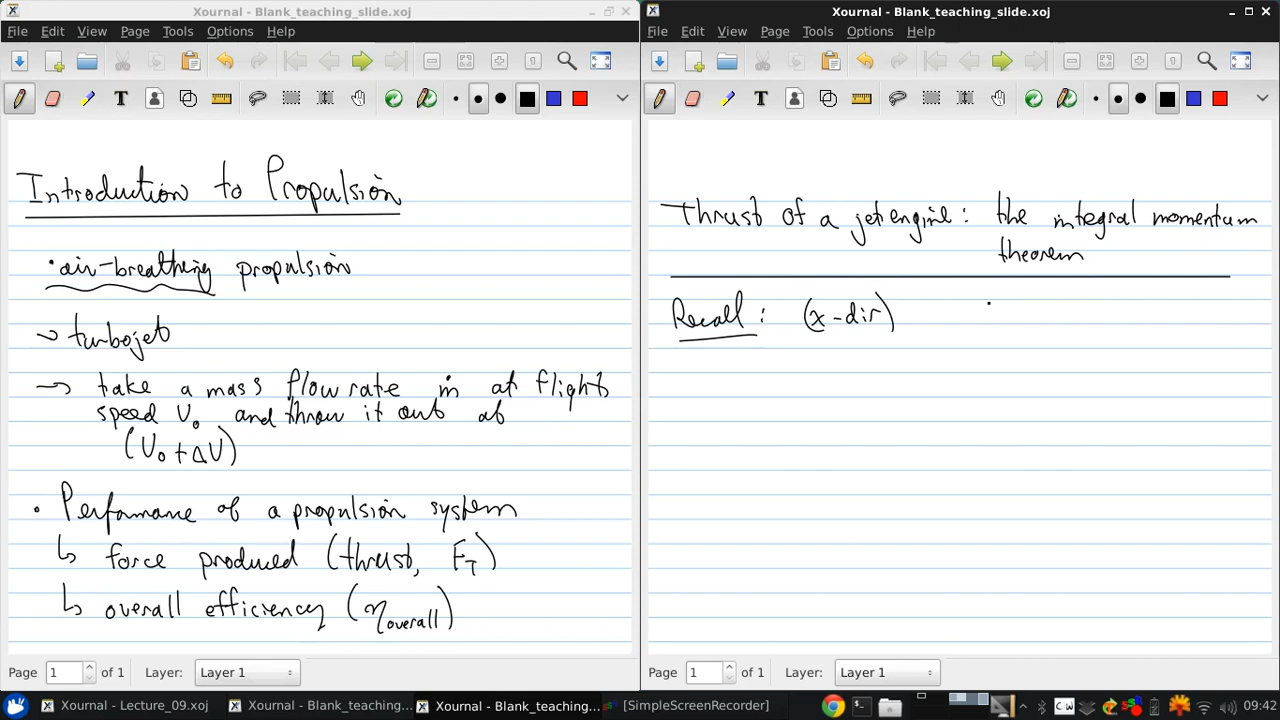 Xournal - Blank_teaching_slide.xoj
File Edit View Page Tools Options Help
Introduction to Propulsion
• air-breathing propulsion
↳ turbojet
→ take a mass flow rate ṁ at flight
speed V₀ and throw it out at
(V₀ + ΔV)
• Performance of a propulsion system
↳ force produced (thrust, F_T)
↳ overall efficiency (η_overall)
Page 1 of 1 Layer: Layer 1
Xournal - Blank_teaching_slide.xoj
File Edit View Page Tools Options Help
Thrust of a jet engine: the integral momentum
theorem
Recall: (x-dir)
Page 1 of 1 Layer: Layer 1
Xournal - Lecture_09.xoj Xournal - Blank_teaching... Xournal - Blank_teaching... [SimpleScreenRecorder] 09:42